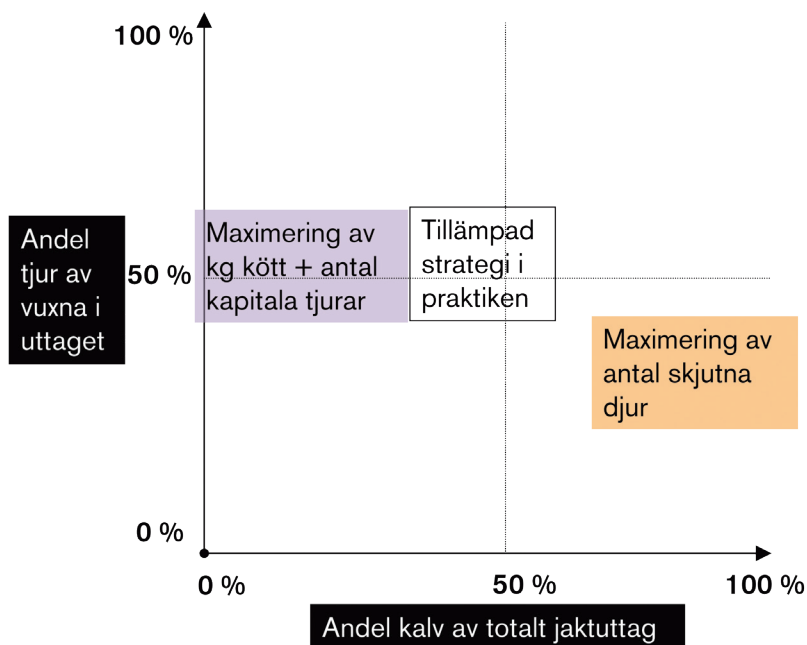 100 %
Andel
tjur av
vuxna i
uttaget
50 %
Maximering av
kg kött + antal
kapitala tjurar
Tillämpad
strategi i
praktiken
Maximering av
antal skjutna
djur
0 %
0 %
50 %
100 %
Andel kalv av totalt jaktuttag